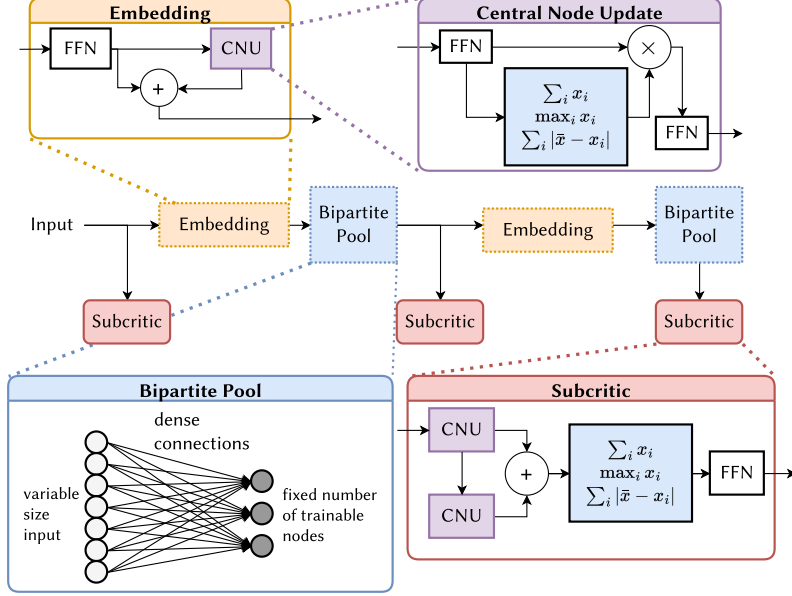 Embedding
FFN
CNU
+
Central Node Update
FFN
×
∑ᵢ xᵢ
maxᵢ xᵢ
∑ᵢ |x̄ − xᵢ|
FFN
Input
Embedding
Bipartite
Pool
Embedding
Bipartite
Pool
Subcritic
Subcritic
Subcritic
Bipartite Pool
dense
connections
variable
size
input
fixed number
of trainable
nodes
Subcritic
CNU
CNU
+
∑ᵢ xᵢ
maxᵢ xᵢ
∑ᵢ |x̄ − xᵢ|
FFN